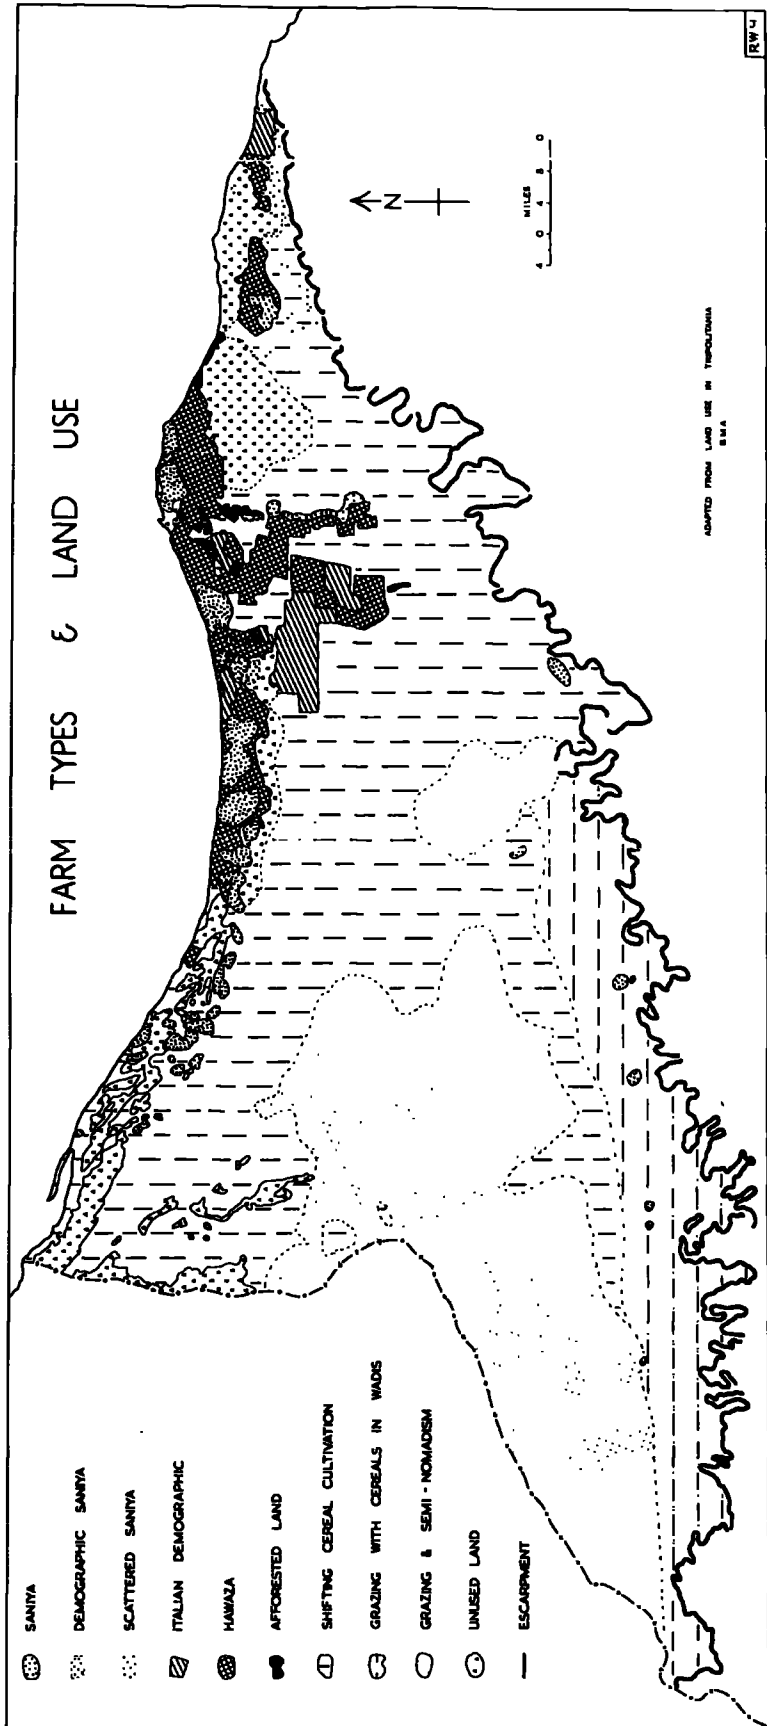 FARM TYPES & LAND USE
SANIYA
DEMOGRAPHIC SANIYA
SCATTERED SANIYA
ITALIAN DEMOGRAPHIC
HAWAZA
AFFORESTED LAND
SHIFTING CEREAL CULTIVATION
GRAZING WITH CEREALS IN WADIS
GRAZING & SEMI - NOMADISM
UNUSED LAND
ESCARPMENT
N
MILES
4 0 4 8
ADAPTED FROM LAND USE IN TRIPOLITANIA
B M A
RW4